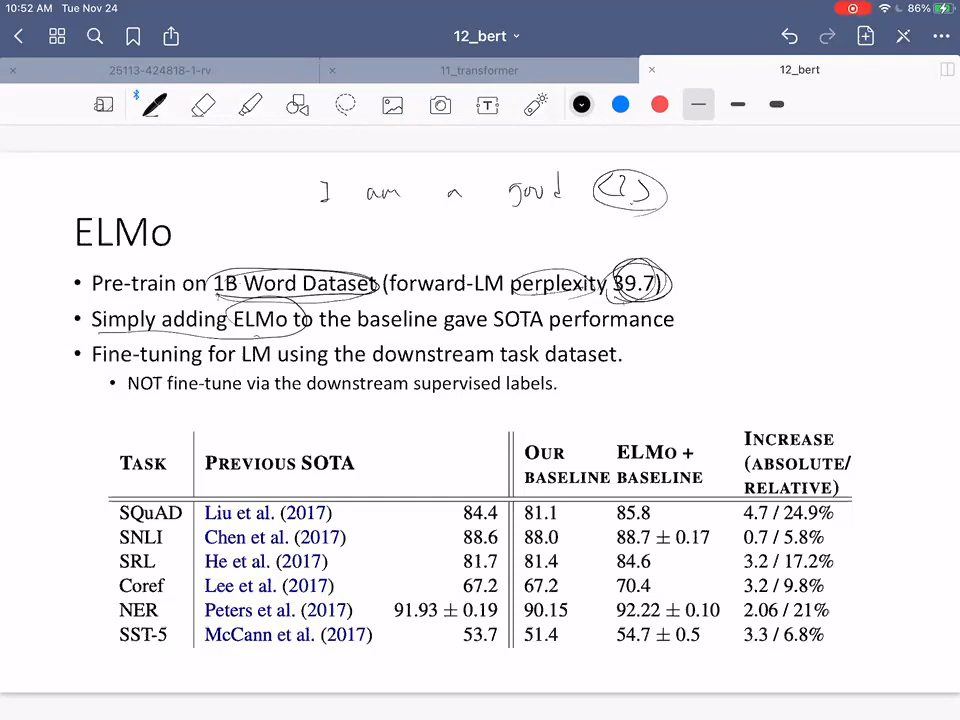 10:52 AM Tue Nov 24 86%
12_bert
25113-424818-1-rv 11_transformer 12_bert
I am a good (?)
ELMo
• Pre-train on 1B Word Dataset (forward-LM perplexity 39.7)
• Simply adding ELMo to the baseline gave SOTA performance
• Fine-tuning for LM using the downstream task dataset.
• NOT fine-tune via the downstream supervised labels.
TASK PREVIOUS SOTA OUR BASELINE ELMO + BASELINE INCREASE (ABSOLUTE/ RELATIVE)
SQuAD Liu et al. (2017) 84.4 81.1 85.8 4.7 / 24.9%
SNLI Chen et al. (2017) 88.6 88.0 88.7 ± 0.17 0.7 / 5.8%
SRL He et al. (2017) 81.7 81.4 84.6 3.2 / 17.2%
Coref Lee et al. (2017) 67.2 67.2 70.4 3.2 / 9.8%
NER Peters et al. (2017) 91.93 ± 0.19 90.15 92.22 ± 0.10 2.06 / 21%
SST-5 McCann et al. (2017) 53.7 51.4 54.7 ± 0.5 3.3 / 6.8%